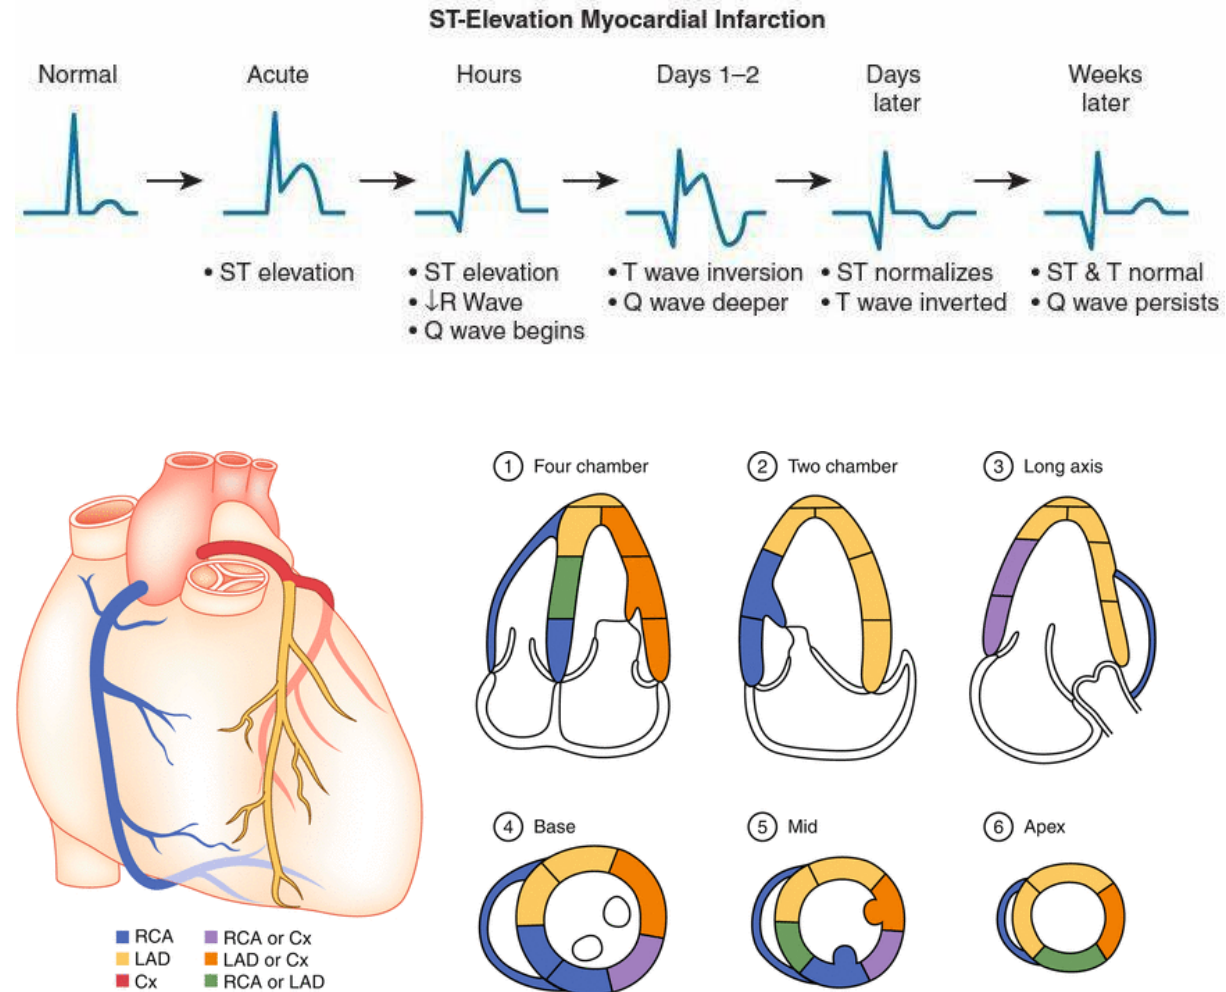 ST-Elevation Myocardial Infarction
Normal
Acute
Hours
Days 1–2
Days
later
Weeks
later
• ST elevation
• ST elevation
• ↓R Wave
• Q wave begins
• T wave inversion
• Q wave deeper
• ST normalizes
• T wave inverted
• ST & T normal
• Q wave persists
1 Four chamber
2 Two chamber
3 Long axis
4 Base
5 Mid
6 Apex
RCA
LAD
Cx
RCA or Cx
LAD or Cx
RCA or LAD